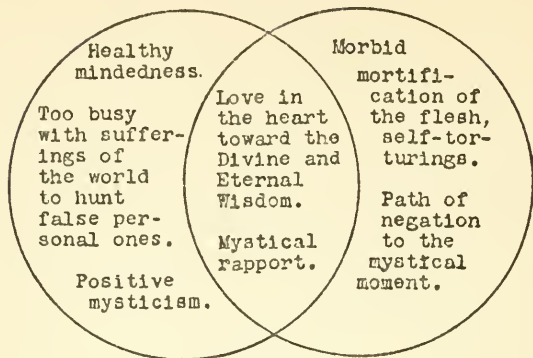 Healthy
mindedness.
Too busy
with suffer-
ings of
the world
to hunt
false per-
sonal ones.
Positive
mysticism.
Love in
the heart
toward the
Divine and
Eternal
Wisdom.
Mystical
rapport.
Morbid
mortifi-
cation of
the flesh,
self-tor-
turings.
Path of
negation
to the
mystical
moment.